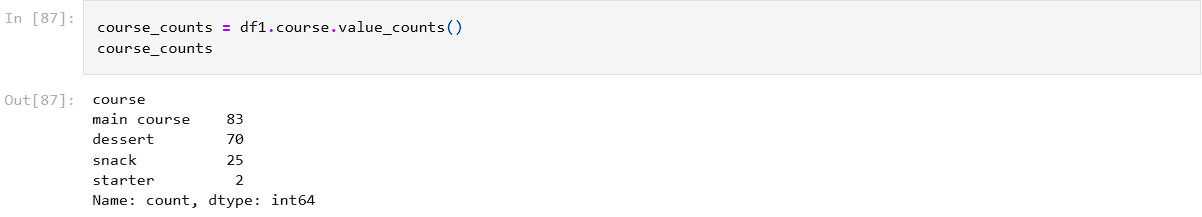 In [87]:
course_counts = df1.course.value_counts()
course_counts
Out[87]:
course
main course    83
dessert        70
snack          25
starter         2
Name: count, dtype: int64